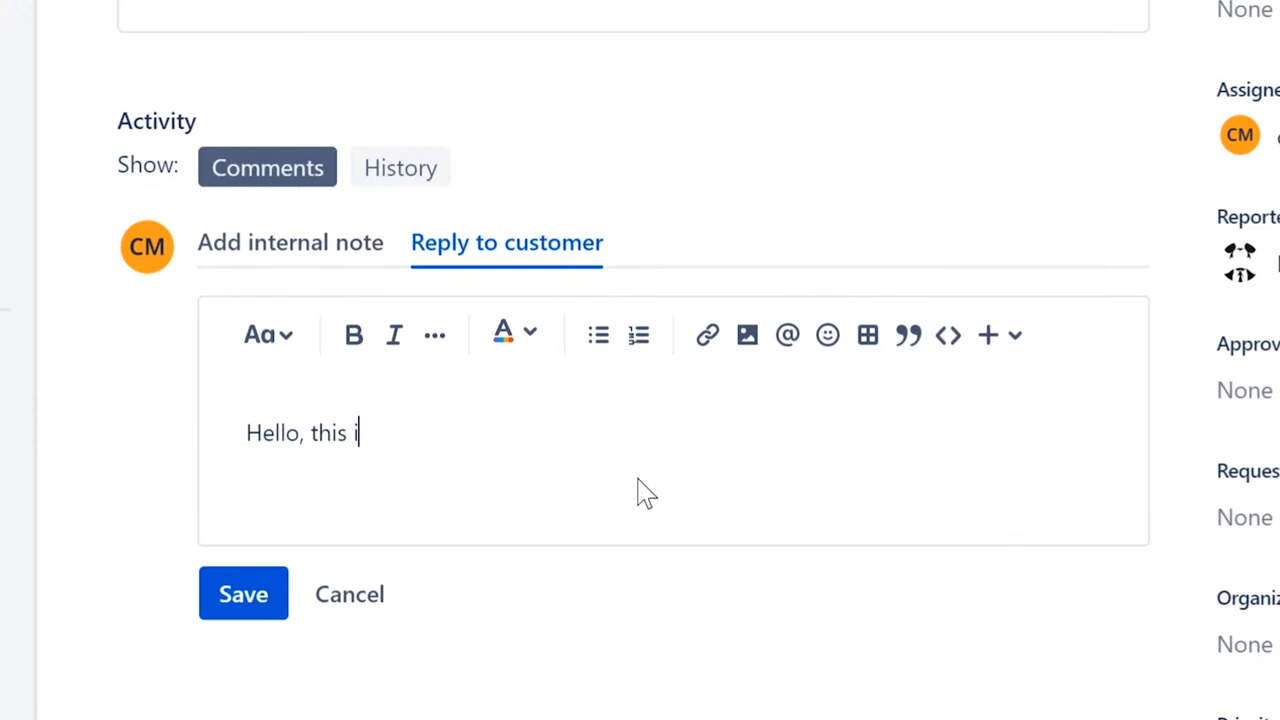 None
Assigne
Activity
CM
Show: Comments History
Reporte
CM Add internal note Reply to customer
Aa B I ... A @ + 
Approv
None
Hello, this i
Reques
None
Save Cancel
Organiz
None